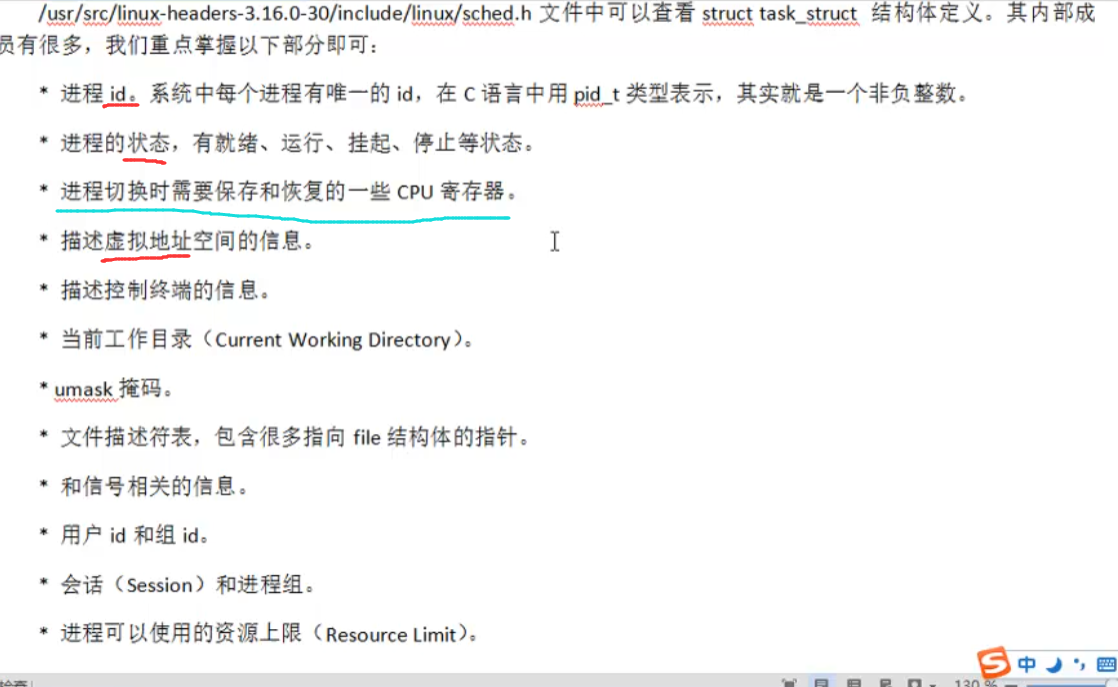 /usr/src/linux-headers-3.16.0-30/include/linux/sched.h 文件中可以查看 struct task_struct 结构体定义。其内部成
员有很多，我们重点掌握以下部分即可：
* 进程 id。系统中每个进程有唯一的 id，在 C 语言中用 pid_t 类型表示，其实就是一个非负整数。
* 进程的状态，有就绪、运行、挂起、停止等状态。
* 进程切换时需要保存和恢复的一些 CPU 寄存器。
* 描述虚拟地址空间的信息。
* 描述控制终端的信息。
* 当前工作目录（Current Working Directory）。
* umask 掩码。
* 文件描述符表，包含很多指向 file 结构体的指针。
* 和信号相关的信息。
* 用户 id 和组 id。
* 会话（Session）和进程组。
* 进程可以使用的资源上限（Resource Limit）。
S 中
130 %